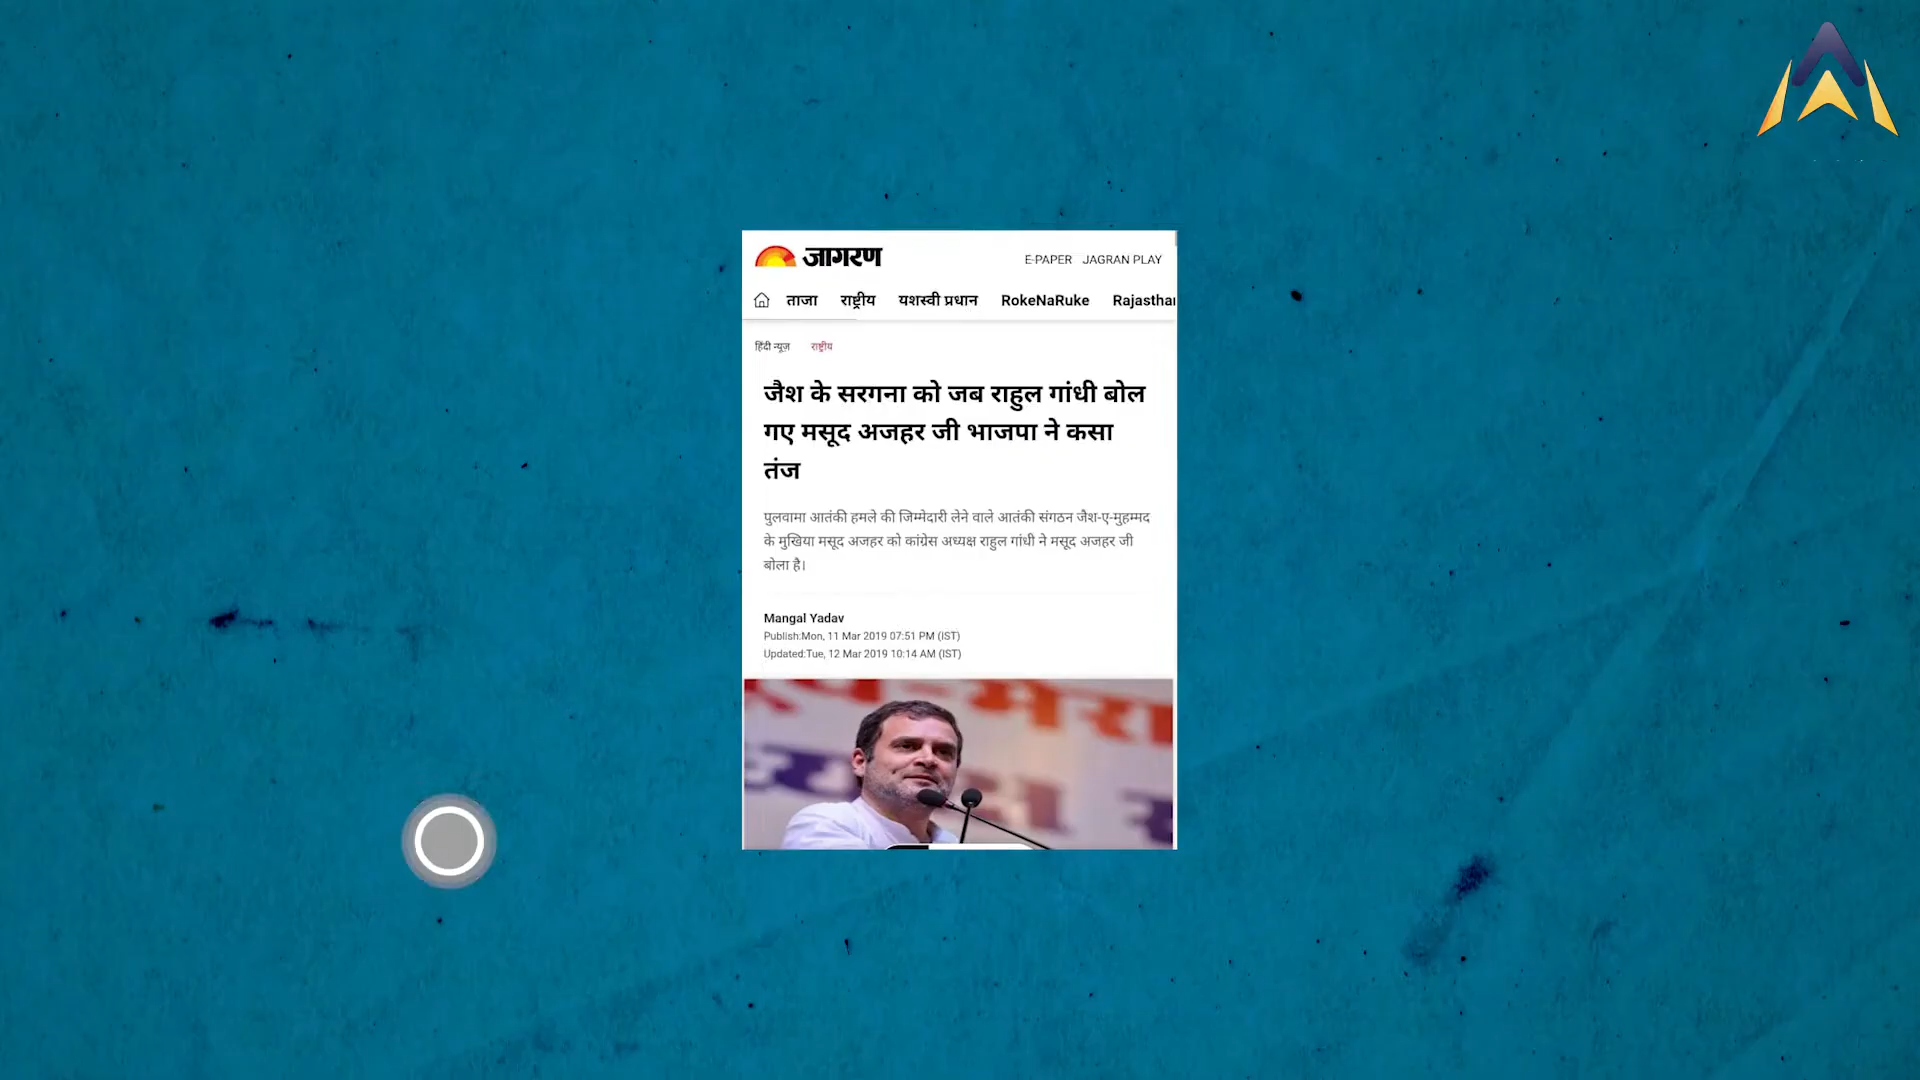 जागरण
E-PAPER JAGRAN PLAY
ताजा राष्ट्रीय यशस्वी प्रधान RokeNaRuke
हिंदी न्यूज़ राष्ट्रीय
जैश के सरगना को जब राहुल गांधी बोल
गए मसूद अजहर जी भाजपा ने कसा
तंज
पुलवामा आतंकी हमले की जिम्मेदारी लेने वाले आतंकी संगठन जैश-ए-मुहम्मद
के मुखिया मसूद अजहर को कांग्रेस अध्यक्ष राहुल गांधी ने मसूद अजहर जी
बोला है।
Mangal Yadav
Publish:Mon, 11 Mar 2019 07:51 PM (IST)
Updated:Tue, 12 Mar 2019 10:14 AM (IST)